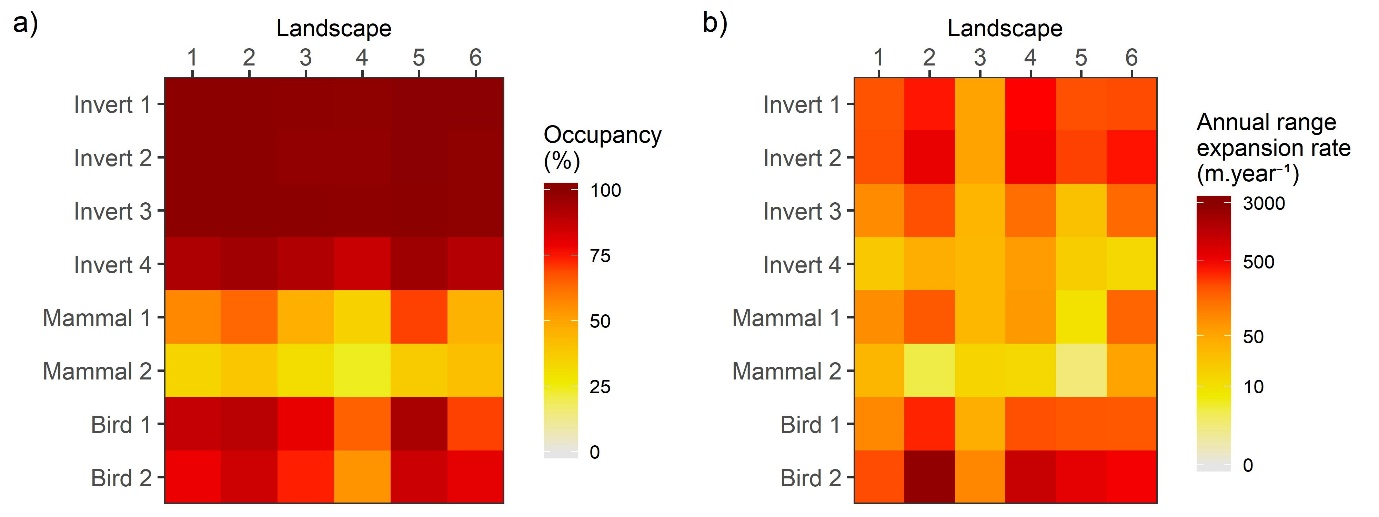 a)
Landscape
1 2 3 4 5 6
Invert 1
Invert 2
Invert 3
Invert 4
Mammal 1
Mammal 2
Bird 1
Bird 2
Occupancy
(%)
100
75
50
25
0
b)
Landscape
1 2 3 4 5 6
Invert 1
Invert 2
Invert 3
Invert 4
Mammal 1
Mammal 2
Bird 1
Bird 2
Annual range
expansion rate
(m.year⁻¹)
3000
500
50
10
0